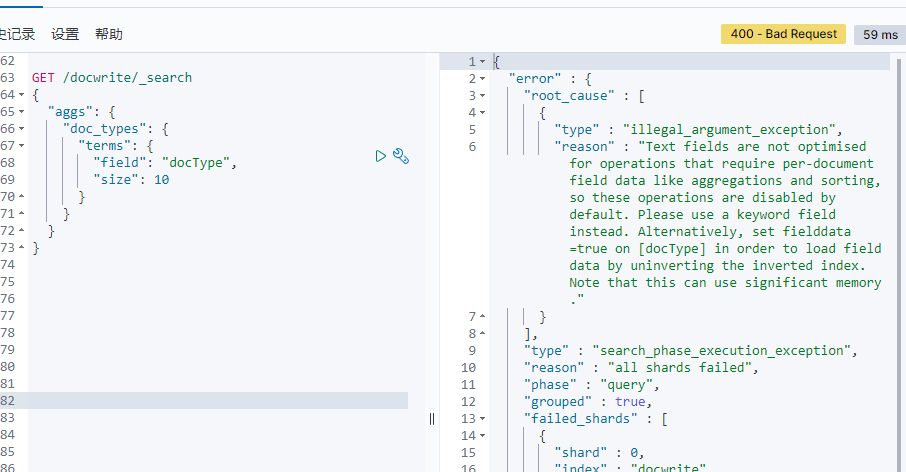 史记录 设置 帮助
400 - Bad Request 59 ms
62
63 GET /docwrite/_search
64 {
65 "aggs": {
66 "doc_types": {
67 "terms": {
68 "field": "docType",
69 "size": 10
70 }
71 }
72 }
73 }
74
75
76
77
78
79
80
81
82
83
84
85
86
1 {
2 "error" : {
3 "root_cause" : [
4 {
5 "type" : "illegal_argument_exception",
6 "reason" : "Text fields are not optimised
for operations that require per-document
field data like aggregations and sorting,
so these operations are disabled by
default. Please use a keyword field
instead. Alternatively, set fielddata
=true on [docType] in order to load field
data by uninverting the inverted index.
Note that this can use significant memory
."
7 }
8 ],
9 "type" : "search_phase_execution_exception",
10 "reason" : "all shards failed",
11 "phase" : "query",
12 "grouped" : true,
13 "failed_shards" : [
14 {
15 "shard" : 0,
16 "index" : "docwrite"